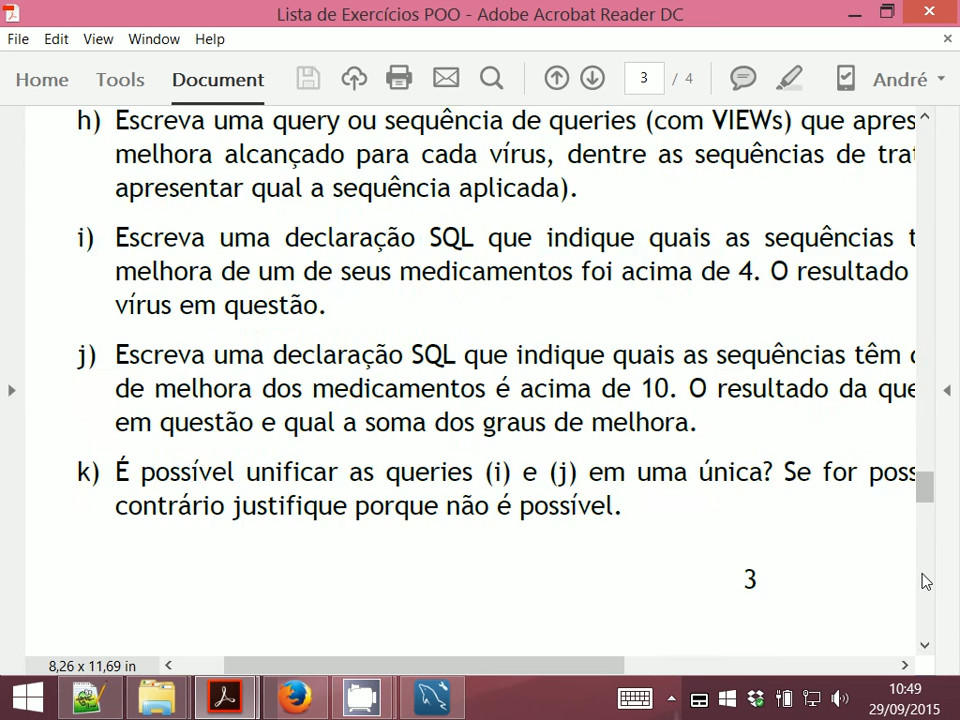 Lista de Exercícios POO - Adobe Acrobat Reader DC
File Edit View Window Help
Home Tools Document 3 / 4 André
h) Escreva uma query ou sequência de queries (com VIEWs) que
melhora alcançado para cada vírus, dentre as sequências de
apresentar qual a sequência aplicada).
i) Escreva uma declaração SQL que indique quais as sequências
melhora de um de seus medicamentos foi acima de 4. O resultado
vírus em questão.
j) Escreva uma declaração SQL que indique quais as sequências têm
de melhora dos medicamentos é acima de 10. O resultado da
em questão e qual a soma dos graus de melhora.
k) É possível unificar as queries (i) e (j) em uma única? Se for
contrário justifique porque não é possível.
3
8,26 x 11,69 in
10:49
29/09/2015